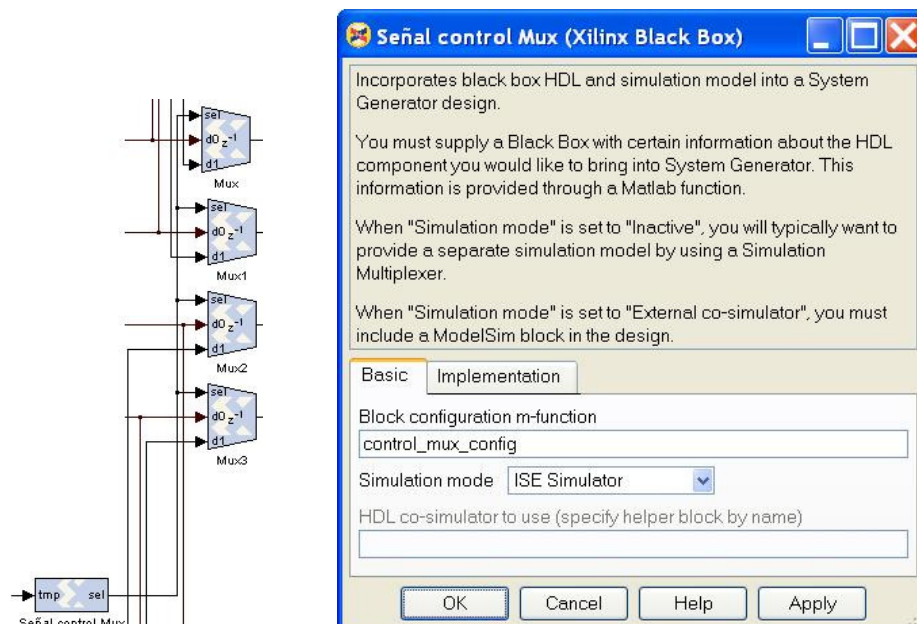 sel
d0 z-1
d1
Mux
sel
d0 z-1
d1
Mux1
sel
d0 z-1
d1
Mux2
sel
d0 z-1
d1
Mux3
tmp sel
Señal control Mux
Señal control Mux (Xilinx Black Box)
Incorporates black box HDL and simulation model into a System
Generator design.
You must supply a Black Box with certain information about the HDL
component you would like to bring into System Generator. This
information is provided through a Matlab function.
When "Simulation mode" is set to "Inactive", you will typically want to
provide a separate simulation model by using a Simulation
Multiplexer.
When "Simulation mode" is set to "External co-simulator", you must
include a ModelSim block in the design.
Basic Implementation
Block configuration m-function
control_mux_config
Simulation mode ISE Simulator
HDL co-simulator to use (specify helper block by name)
OK Cancel Help Apply